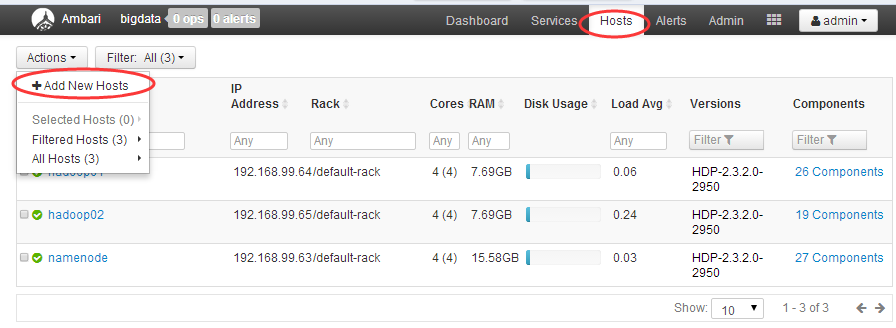 Ambari bigdata 0 ops 0 alerts Dashboard Services Hosts Alerts Admin admin
Actions Filter: All (3)
Add New Hosts
Selected Hosts (0)
Filtered Hosts (3)
All Hosts (3)
IP Address Rack Cores RAM Disk Usage Load Avg Versions Components
Any Any Any Any Filter Filter
192.168.99.64 /default-rack 4 (4) 7.69GB 0.06 HDP-2.3.2.0-2950 26 Components
hadoop02 192.168.99.65 /default-rack 4 (4) 7.69GB 0.24 HDP-2.3.2.0-2950 19 Components
namenode 192.168.99.63 /default-rack 4 (4) 15.58GB 0.03 HDP-2.3.2.0-2950 27 Components
Show: 10 1 - 3 of 3